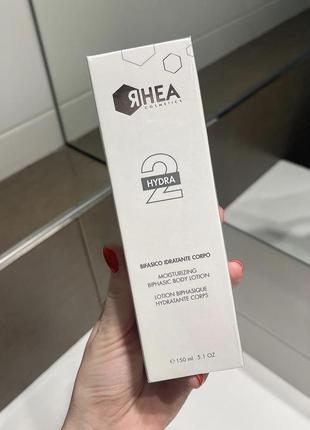 ЯHEA
COSMETICS
2
HYDRA
BIFASICO IDRATANTE CORPO
MOISTURIZING
BIPHASIC BODY LOTION
LOTION BIPHASIQUE
HYDRATANTE CORPS
℮ 150 ml 5.1 OZ